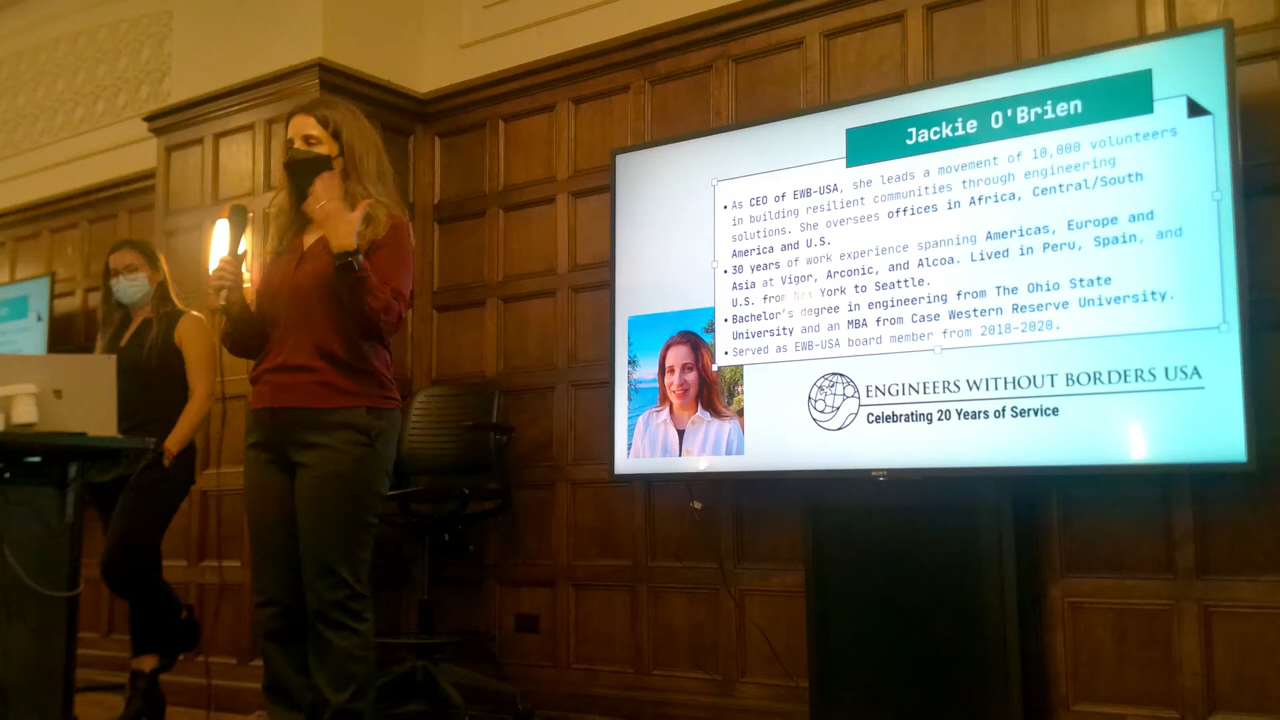 Jackie O'Brien
• As CEO of EWB-USA, she leads a movement of 10,000 volunteers
in building resilient communities through engineering
solutions. She oversees offices in Africa, Central/South
America and U.S.
• 30 years of work experience spanning Americas, Europe and
Asia at Vigor, Arconic, and Alcoa. Lived in Peru, Spain, and
U.S. from New York to Seattle.
• Bachelor's degree in engineering from The Ohio State
University and an MBA from Case Western Reserve University.
• Served as EWB-USA board member from 2018-2020.
ENGINEERS WITHOUT BORDERS USA
Celebrating 20 Years of Service
SONY